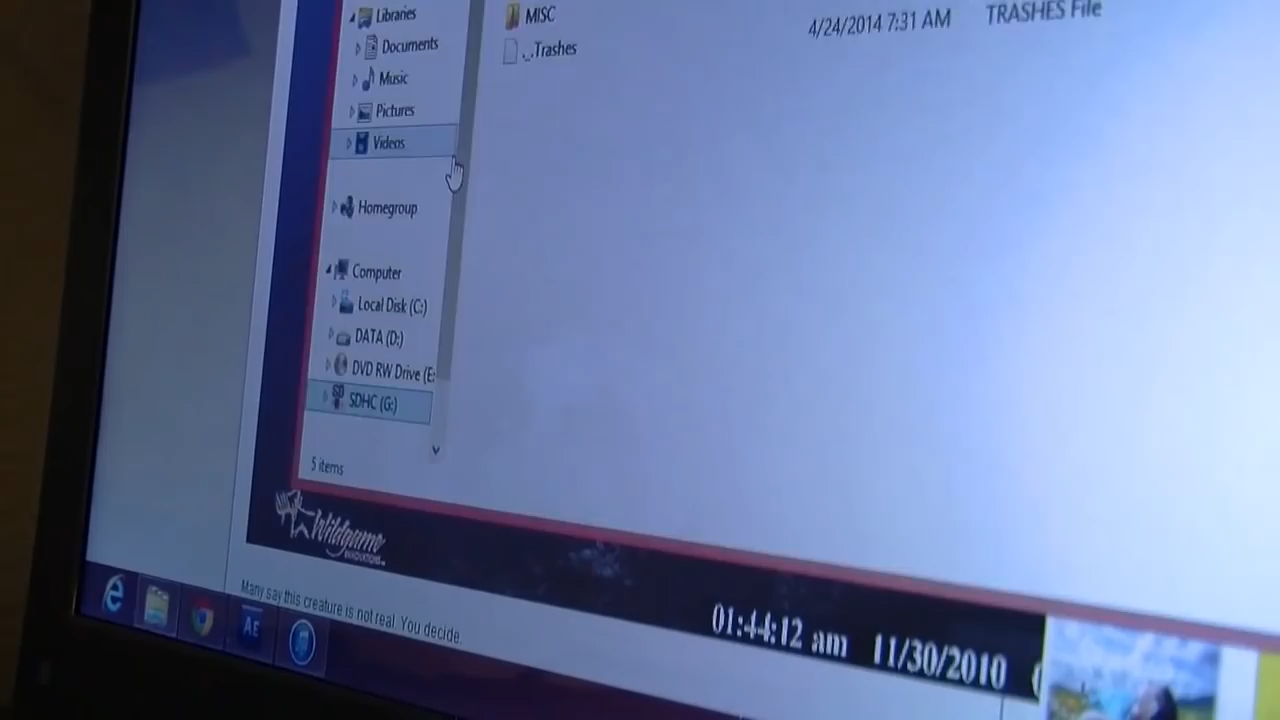 Libraries
MISC
4/24/2014 7:31 AM TRASHES File
Documents
._.Trashes
Music
Pictures
Videos
Homegroup
Computer
Local Disk (C:)
DATA (D:)
DVD RW Drive (E:
SDHC (G:)
5 items
Wildgame
INNOVATIONS
Many say this creature is not real. You decide.
01:44:12 am 11/30/2010
AE